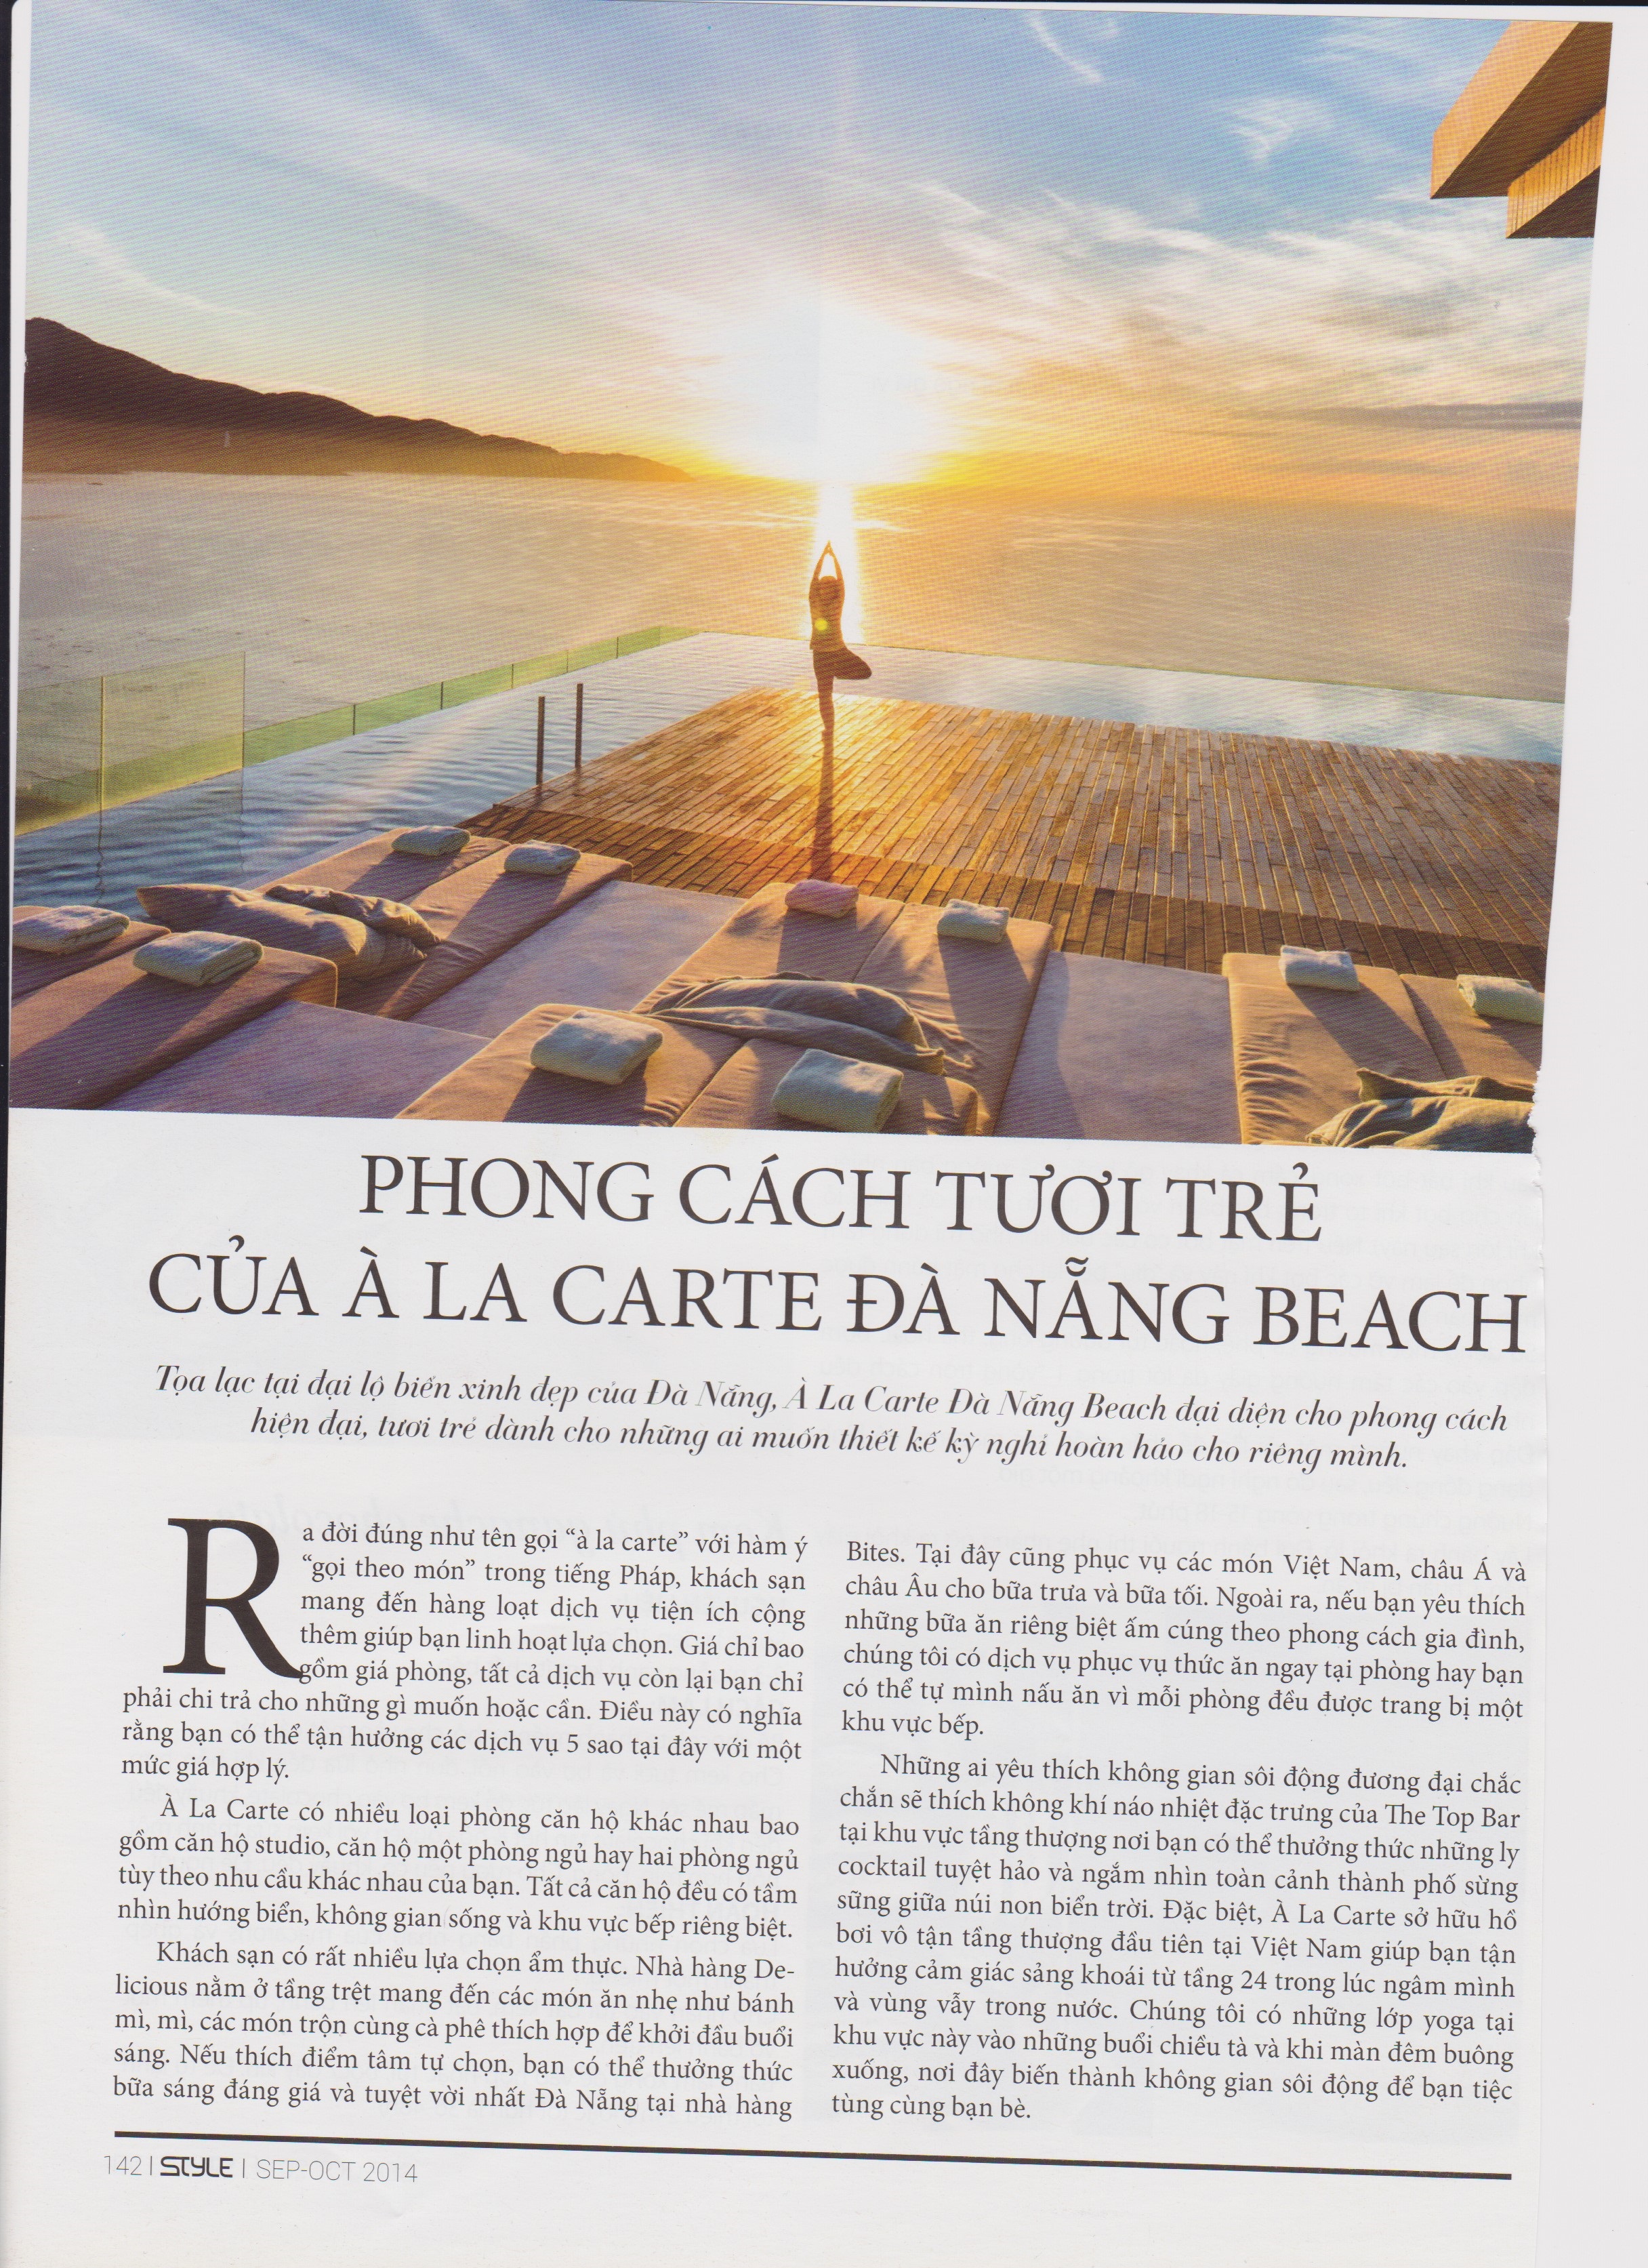 PHONG CÁCH TƯƠI TRẺ
CỦA À LA CARTE ĐÀ NẴNG BEACH
Tọa lạc tại đại lộ biển xinh đẹp của Đà Nẵng, À La Carte Đà Nẵng Beach đại diện cho phong cách
hiện đại, tươi trẻ dành cho những ai muốn thiết kế kỳ nghỉ hoàn hảo cho riêng mình.
Ra đời đúng như tên gọi “à la carte” với hàm ý
“gọi theo món” trong tiếng Pháp, khách sạn
mang đến hàng loạt dịch vụ tiện ích cộng
thêm giúp bạn linh hoạt lựa chọn. Giá chỉ bao
gồm giá phòng, tất cả dịch vụ còn lại bạn chỉ
phải chi trả cho những gì muốn hoặc cần. Điều này có nghĩa
rằng bạn có thể tận hưởng các dịch vụ 5 sao tại đây với một
mức giá hợp lý.
À La Carte có nhiều loại phòng căn hộ khác nhau bao
gồm căn hộ studio, căn hộ một phòng ngủ hay hai phòng ngủ
tùy theo nhu cầu khác nhau của bạn. Tất cả căn hộ đều có tầm
nhìn hướng biển, không gian sống và khu vực bếp riêng biệt.
Khách sạn có rất nhiều lựa chọn ẩm thực. Nhà hàng De-
licious nằm ở tầng trệt mang đến các món ăn nhẹ như bánh
mì, mì, các món trộn cùng cà phê thích hợp để khởi đầu buổi
sáng. Nếu thích điểm tâm tự chọn, bạn có thể thưởng thức
bữa sáng đáng giá và tuyệt vời nhất Đà Nẵng tại nhà hàng
Bites. Tại đây cũng phục vụ các món Việt Nam, châu Á và
châu Âu cho bữa trưa và bữa tối. Ngoài ra, nếu bạn yêu thích
những bữa ăn riêng biệt ấm cúng theo phong cách gia đình,
chúng tôi có dịch vụ phục vụ thức ăn ngay tại phòng hay bạn
có thể tự mình nấu ăn vì mỗi phòng đều được trang bị một
khu vực bếp.
Những ai yêu thích không gian sôi động đương đại chắc
chắn sẽ thích không khí náo nhiệt đặc trưng của The Top Bar
tại khu vực tầng thượng nơi bạn có thể thưởng thức những ly
cocktail tuyệt hảo và ngắm nhìn toàn cảnh thành phố sừng
sững giữa núi non biển trời. Đặc biệt, À La Carte sở hữu hồ
bơi vô tận tầng thượng đầu tiên tại Việt Nam giúp bạn tận
hưởng cảm giác sảng khoái từ tầng 24 trong lúc ngâm mình
và vùng vẫy trong nước. Chúng tôi có những lớp yoga tại
khu vực này vào những buổi chiều tà và khi màn đêm buông
xuống, nơi đây biến thành không gian sôi động để bạn tiệc
tùng cùng bạn bè.
142 | STYLE | SEP-OCT 2014